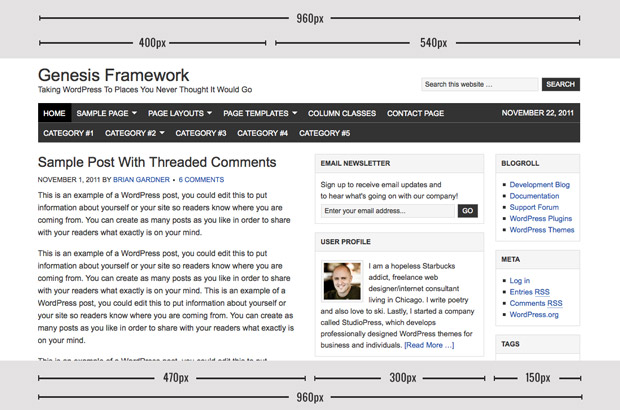 960px
400px 540px
Genesis Framework
Taking WordPress To Places You Never Thought It Would Go
Search this website … SEARCH
HOME SAMPLE PAGE PAGE LAYOUTS PAGE TEMPLATES COLUMN CLASSES CONTACT PAGE NOVEMBER 22, 2011
CATEGORY #1 CATEGORY #2 CATEGORY #3 CATEGORY #4 CATEGORY #5
Sample Post With Threaded Comments
NOVEMBER 1, 2011 BY BRIAN GARDNER • 6 COMMENTS
This is an example of a WordPress post, you could edit this to put
information about yourself or your site so readers know where you are
coming from. You can create as many posts as you like in order to share
with your readers what exactly is on your mind.
This is an example of a WordPress post, you could edit this to put
information about yourself or your site so readers know where you are
coming from. You can create as many posts as you like in order to share
with your readers what exactly is on your mind. This is an example of a
WordPress post, you could edit this to put information about yourself or
your site so readers know where you are coming from. You can create as
many posts as you like in order to share with your readers what exactly is
on your mind.
This is an example of a WordPress post, you could edit this to put
EMAIL NEWSLETTER
Sign up to receive email updates and
to hear what's going on with our company!
Enter your email address... GO
USER PROFILE
I am a hopeless Starbucks
addict, freelance web
designer/internet consultant
living in Chicago. I write poetry
and also love to ski. Lastly, I started a company
called StudioPress, which develops
professionally designed WordPress themes for
business and individuals. [Read More …]
BLOGROLL
Development Blog
Documentation
Support Forum
WordPress Plugins
WordPress Themes
META
Log in
Entries RSS
Comments RSS
WordPress.org
TAGS
470px 300px 150px
960px